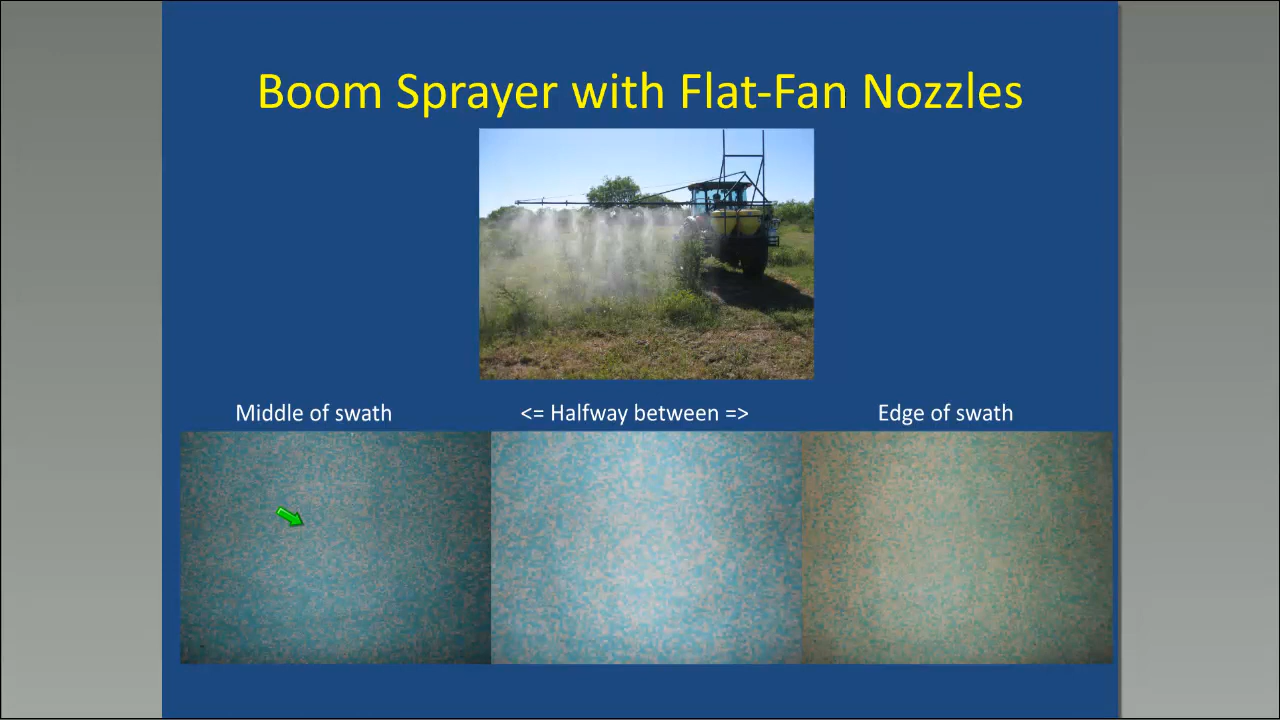 Boom Sprayer with Flat-Fan Nozzles
Middle of swath
<= Halfway between =>
Edge of swath